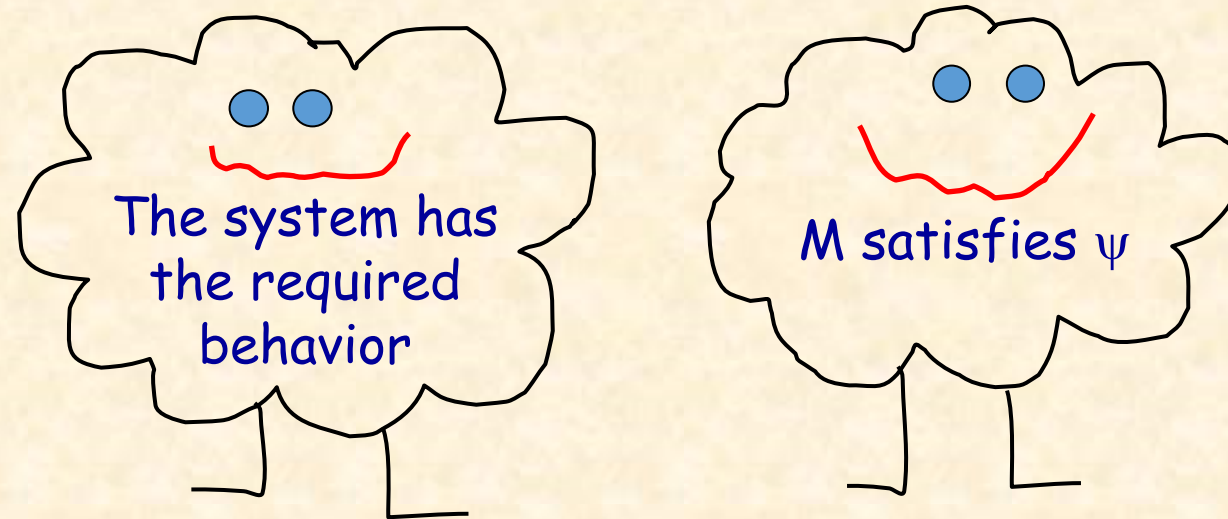 The system has
the required
behavior
M satisfies ψ